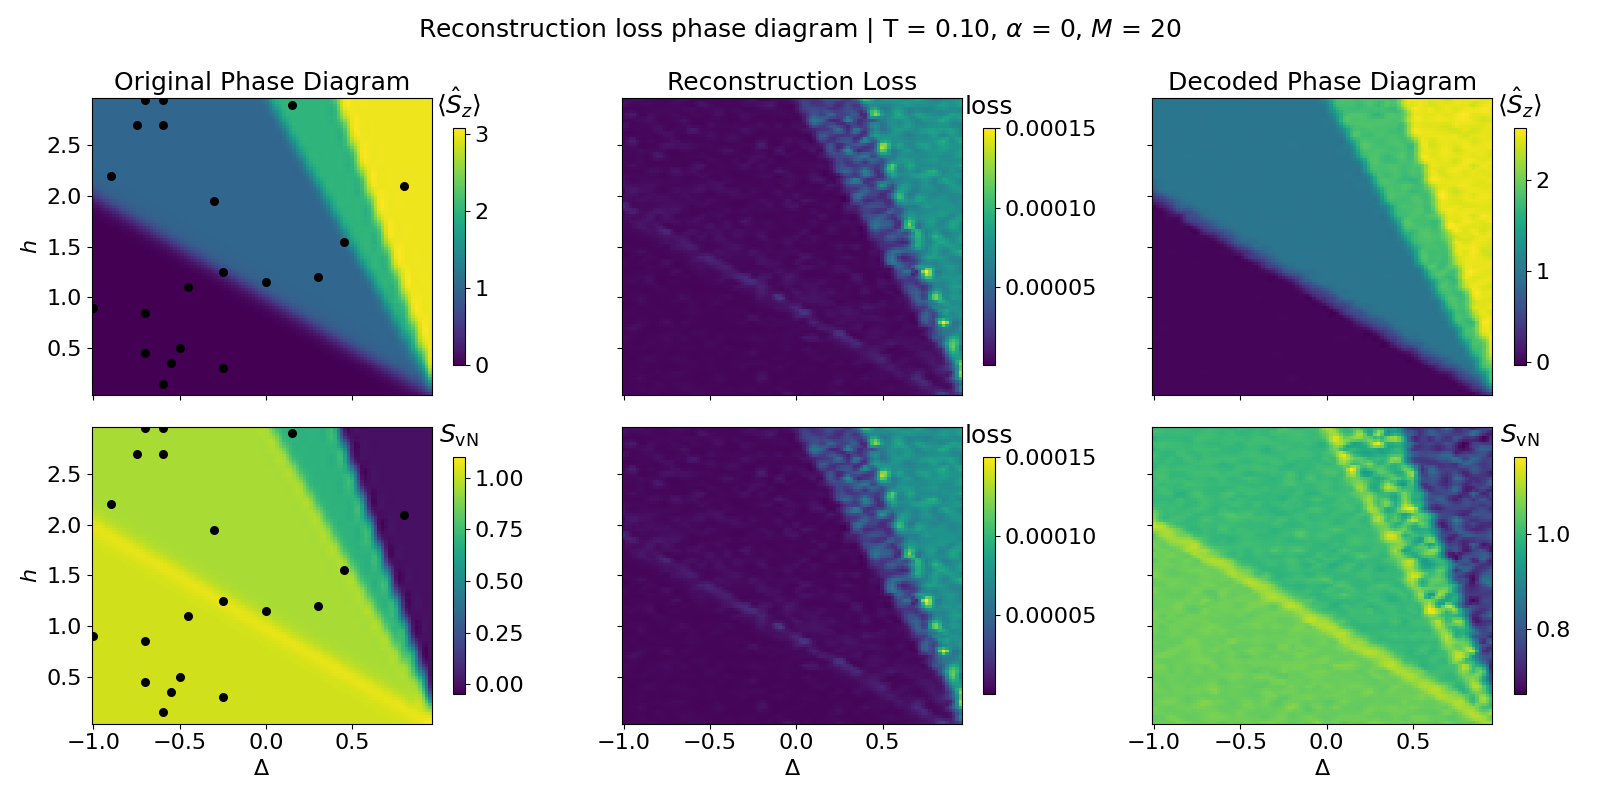 Reconstruction loss phase diagram | T = 0.10, α = 0, M = 20
Original Phase Diagram
⟨Ŝz⟩
3
2
1
0
2.5
2.0
1.5
1.0
0.5
h
Reconstruction Loss
loss
0.00015
0.00010
0.00005
Decoded Phase Diagram
⟨Ŝz⟩
2
1
0
SvN
1.00
0.75
0.50
0.25
0.00
2.5
2.0
1.5
1.0
0.5
h
−1.0 −0.5 0.0 0.5
Δ
loss
0.00015
0.00010
0.00005
−1.0 −0.5 0.0 0.5
Δ
SvN
1.0
0.8
−1.0 −0.5 0.0 0.5
Δ